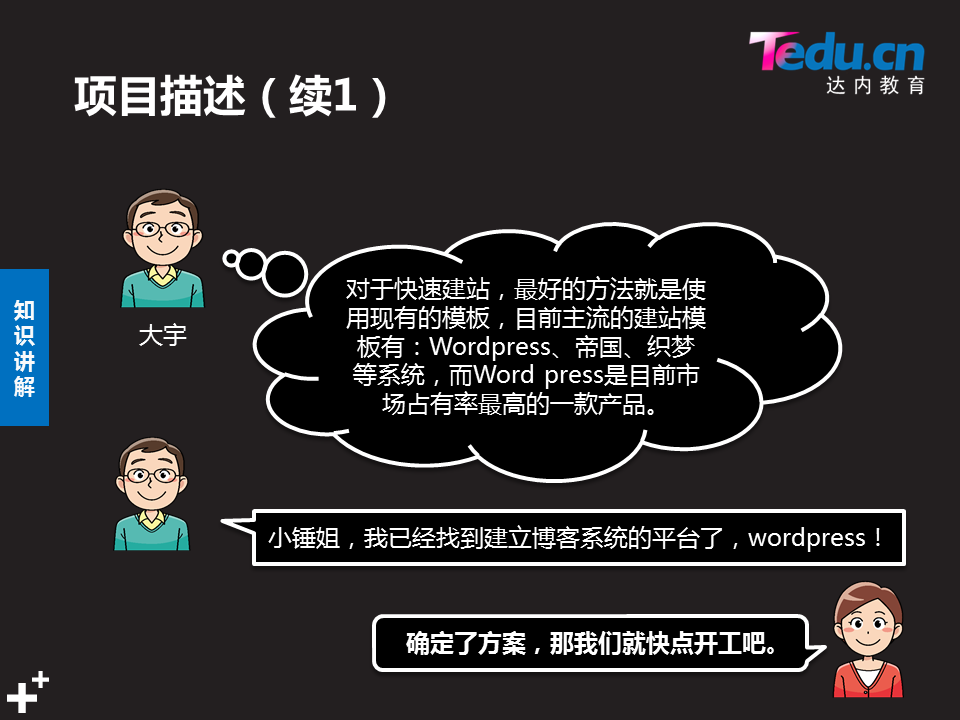 Tedu.cn
达内教育
项目描述（续1）
知识讲解
大宇
对于快速建站，最好的方法就是使
用现有的模板，目前主流的建站模
板有：Wordpress、帝国、织梦
等系统，而Word press是目前市
场占有率最高的一款产品。
小锤姐，我已经找到建立博客系统的平台了，wordpress！
确定了方案，那我们就快点开工吧。